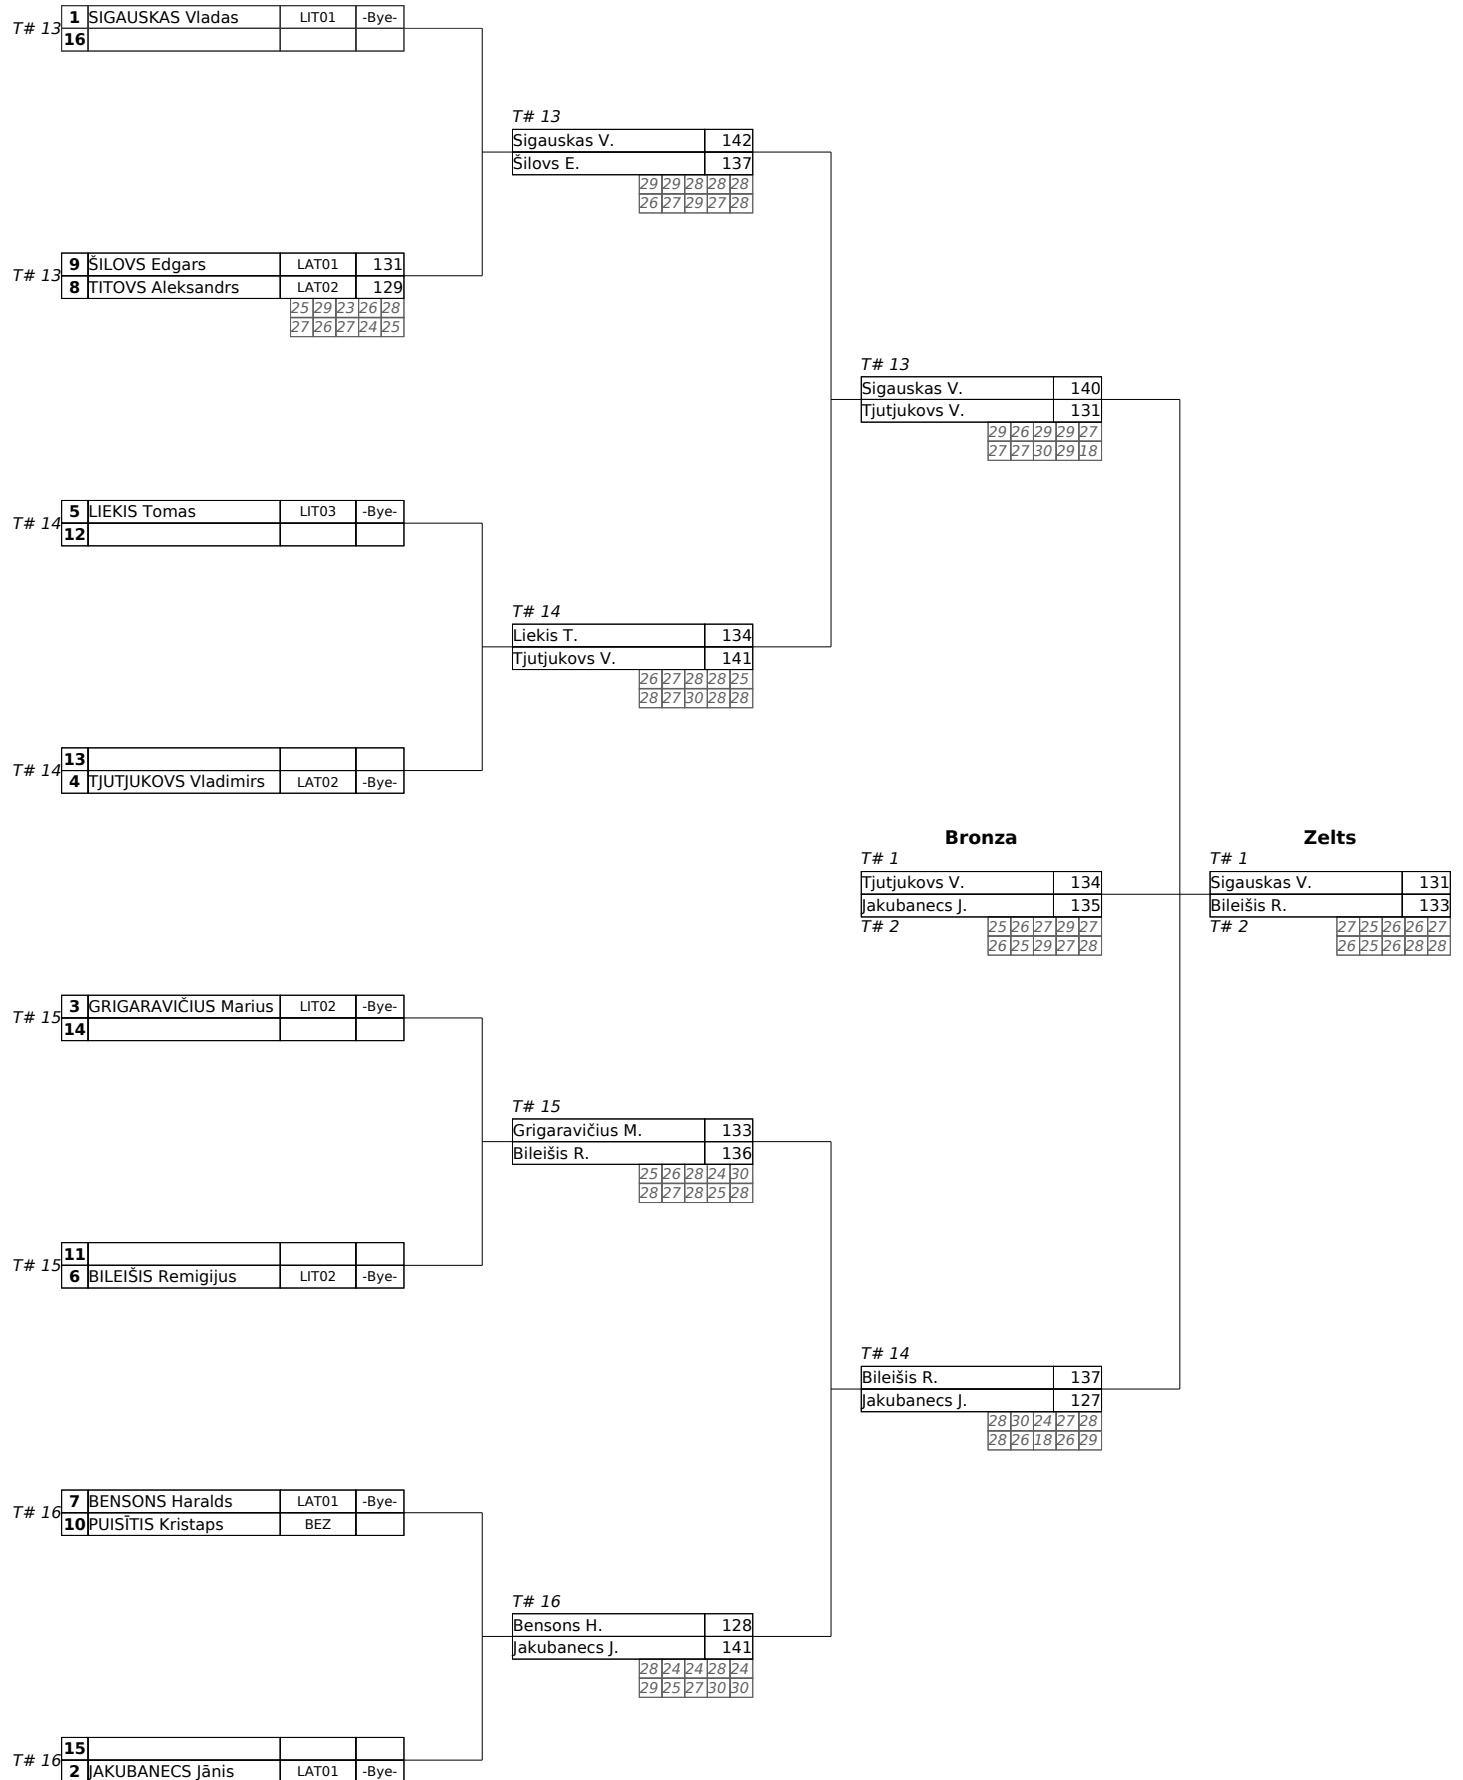 T# 13
1 SIGAUSKAS Vladas LIT01 -Bye-
16
T# 13
Sigauskas V. 142
Šilovs E. 137
29 29 28 28 28
26 27 29 27 28
T# 13
9 ŠILOVS Edgars LAT01 131
8 TITOVS Aleksandrs LAT02 129
25 29 23 26 28
27 26 27 24 25
T# 13
Sigauskas V. 140
Tjutjukovs V. 131
29 26 29 29 27
27 27 30 29 18
T# 14
5 LIEKIS Tomas LIT03 -Bye-
12
T# 14
Liekis T. 134
Tjutjukovs V. 141
26 27 28 28 25
28 27 30 28 28
T# 14
13
4 TJUTJUKOVS Vladimirs LAT02 -Bye-
Bronza
T# 1
Tjutjukovs V. 134
Jakubanecs J. 135
T# 2
25 26 27 29 27
26 25 29 27 28
Zelts
T# 1
Sigauskas V. 131
Bileišis R. 133
T# 2
27 25 26 26 27
26 25 26 28 28
T# 15
3 GRIGARAVIČIUS Marius LIT02 -Bye-
14
T# 15
Grigaravičius M. 133
Bileišis R. 136
25 26 28 24 30
28 27 28 25 28
T# 15
11
6 BILEIŠIS Remigijus LIT02 -Bye-
T# 14
Bileišis R. 137
Jakubanecs J. 127
28 30 24 27 28
28 26 18 26 29
T# 16
7 BENSONS Haralds LAT01 -Bye-
10 PUISĪTIS Kristaps BEZ
T# 16
Bensons H. 128
Jakubanecs J. 141
28 24 24 28 24
29 25 27 30 30
T# 16
15
2 JAKUBANECS Jānis LAT01 -Bye-